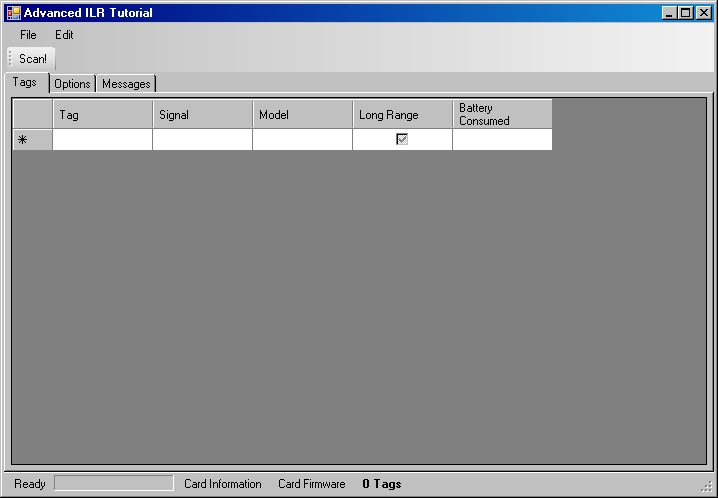 Advanced ILR Tutorial
File Edit
Scan!
Tags Options Messages
Tag Signal Model Long Range Battery
Consumed
Ready Card Information Card Firmware 0 Tags